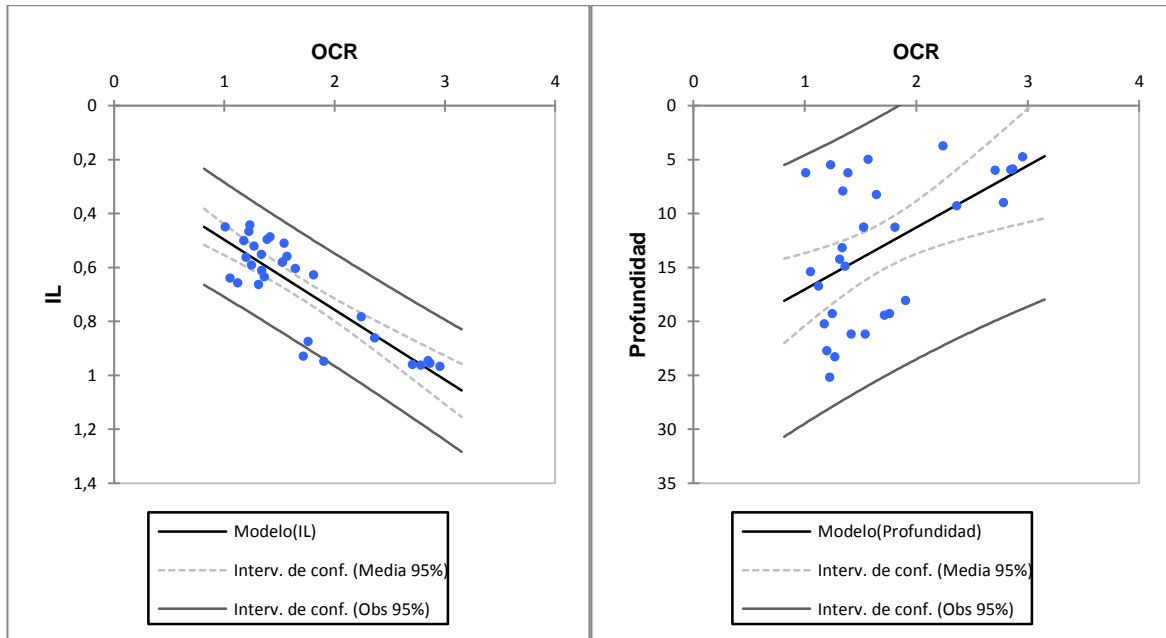 OCR
0 1 2 3 4
0
0,2
0,4
0,6
0,8
1
1,2
1,4
IL
Modelo(IL)
Interv. de conf. (Media 95%)
Interv. de conf. (Obs 95%)
OCR
0 1 2 3 4
0
5
10
15
20
25
30
35
Profundidad
Modelo(Profundidad)
Interv. de conf. (Media 95%)
Interv. de conf. (Obs 95%)